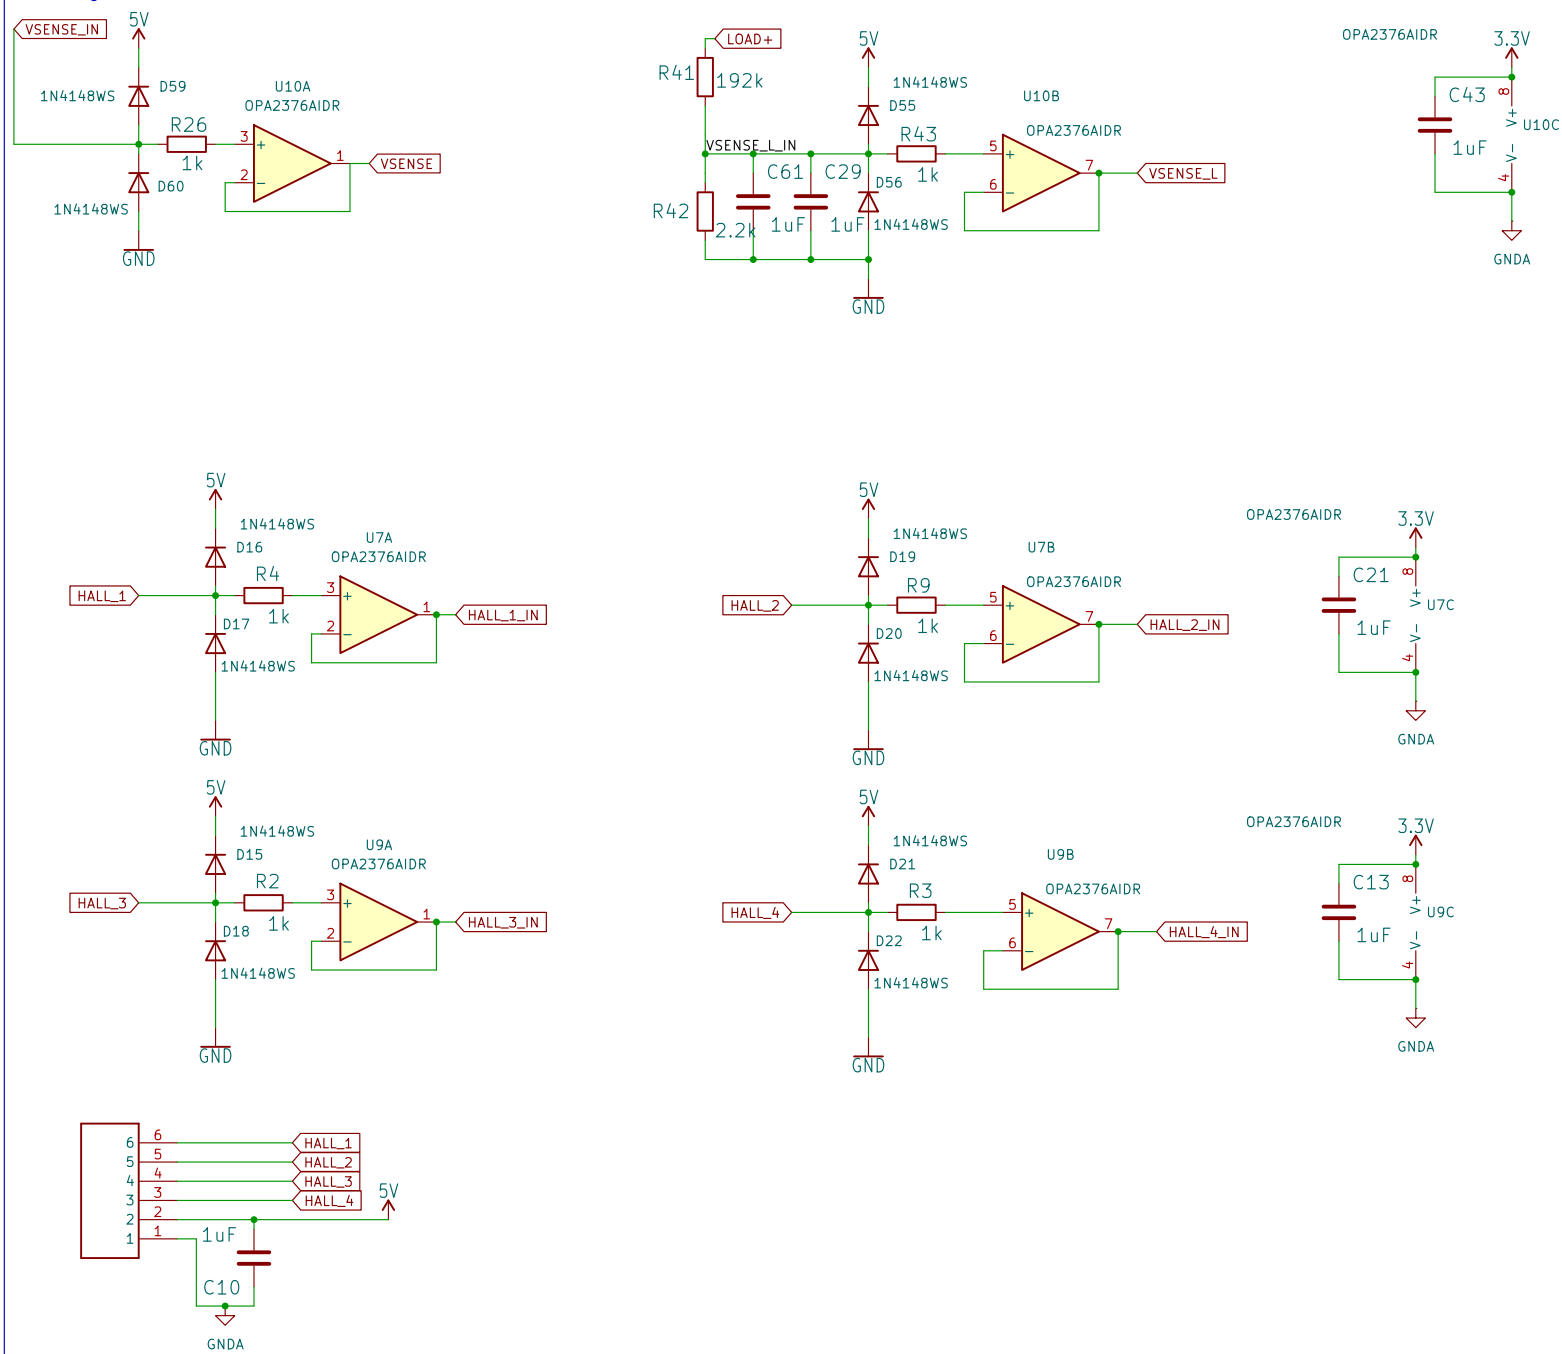 VSENSE_IN
5V
D59
1N4148WS
U10A
OPA2376AIDR
R26
1k
3
+
2
−
1
VSENSE
D60
1N4148WS
GND
LOAD+
R41
192k
5V
1N4148WS
D55
U10B
OPA2376AIDR
VSENSE_L_IN
R43
1k
5
+
6
−
7
VSENSE_L
C61
1uF
C29
1uF
D56
1N4148WS
R42
2.2k
GND
OPA2376AIDR
3.3V
C43
1uF
8
V+
U10C
V-
4
GNDA
5V
1N4148WS
D16
U7A
OPA2376AIDR
HALL_1
R4
1k
3
+
2
−
1
HALL_1_IN
D17
1N4148WS
GND
5V
1N4148WS
D19
U7B
OPA2376AIDR
HALL_2
R9
1k
5
+
6
−
7
HALL_2_IN
D20
1N4148WS
GND
OPA2376AIDR
3.3V
C21
1uF
8
V+
U7C
V-
4
GNDA
5V
1N4148WS
D15
U9A
OPA2376AIDR
HALL_3
R2
1k
3
+
2
−
1
HALL_3_IN
D18
1N4148WS
GND
5V
1N4148WS
D21
U9B
OPA2376AIDR
HALL_4
R3
1k
5
+
6
−
7
HALL_4_IN
D22
1N4148WS
GND
OPA2376AIDR
3.3V
C13
1uF
8
V+
U9C
V-
4
GNDA
6 6 HALL_1
5 5 HALL_2
4 4 HALL_3
3 3 HALL_4
2 2 5V
1 1
1uF
C10
GNDA